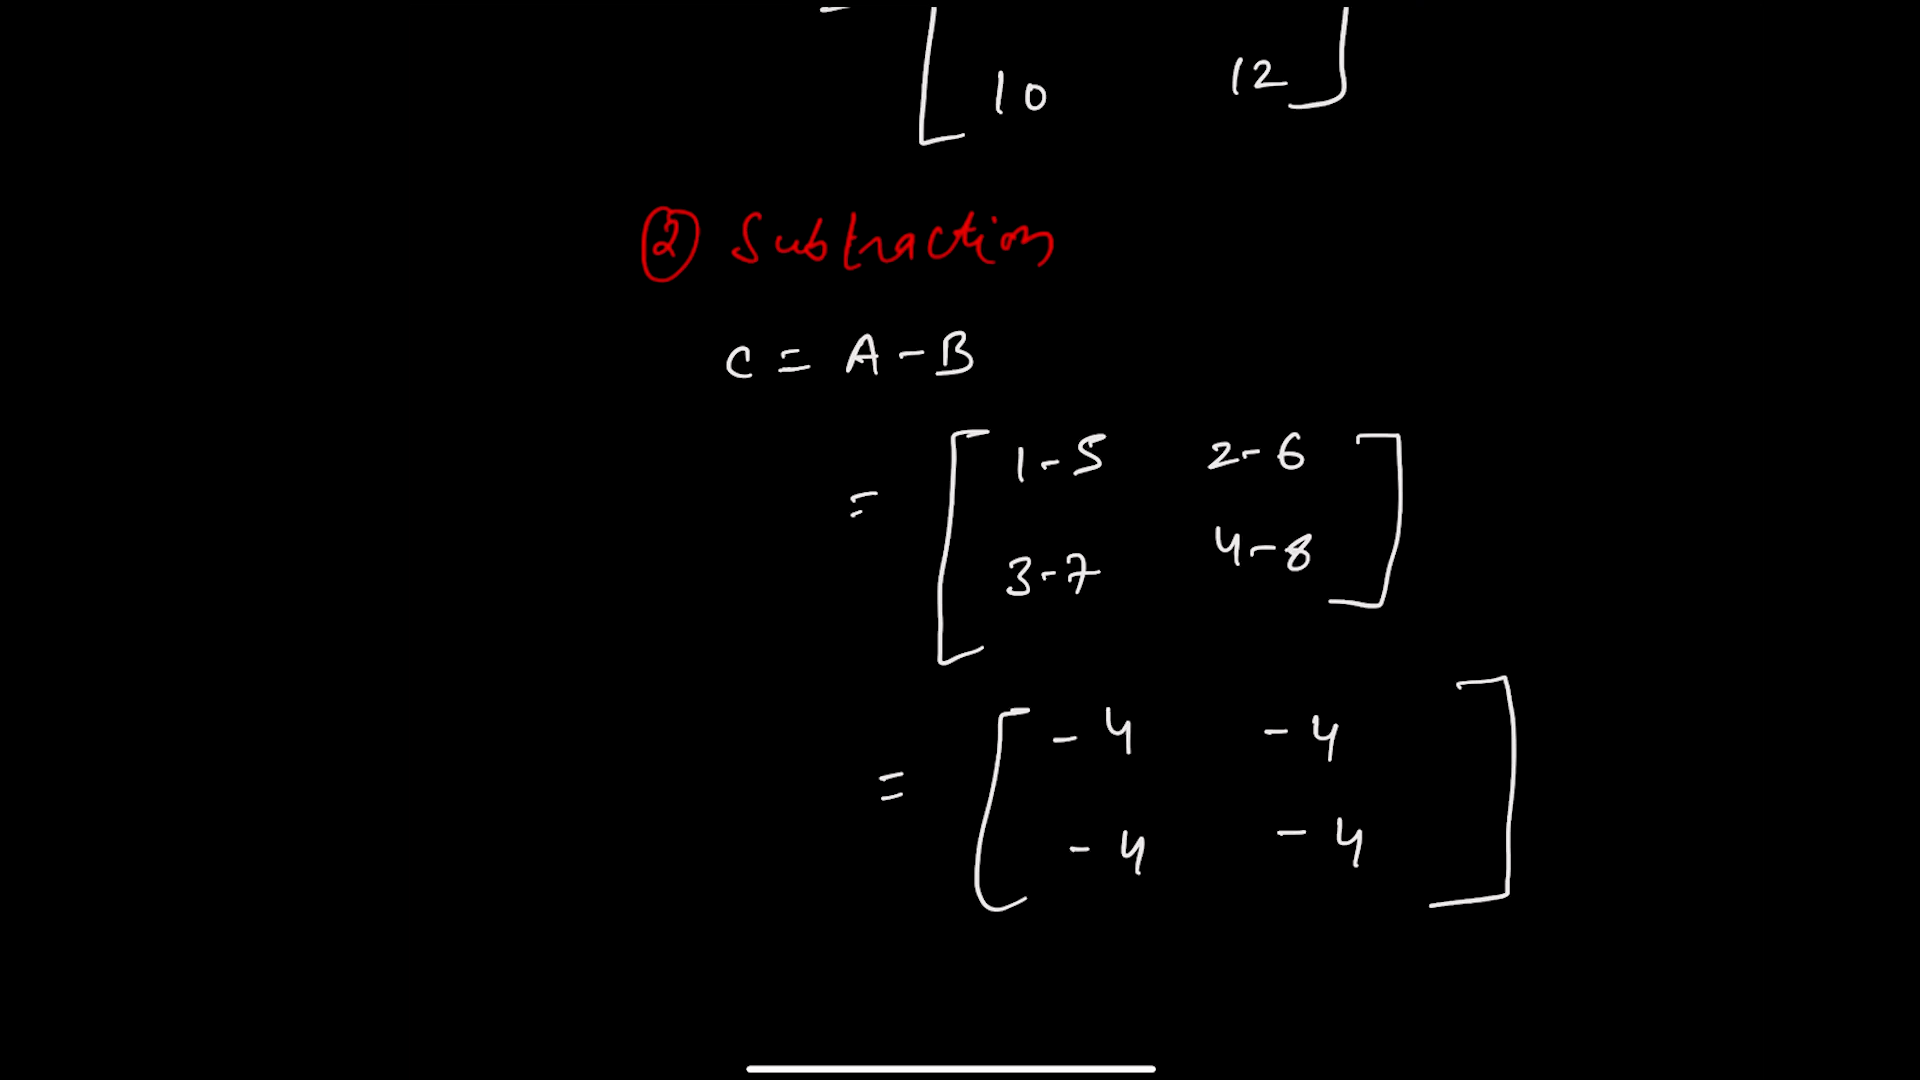 =
10 12
② Subtraction
C = A - B
= 1-5 2-6
3-7 4-8
= -4 -4
-4 -4